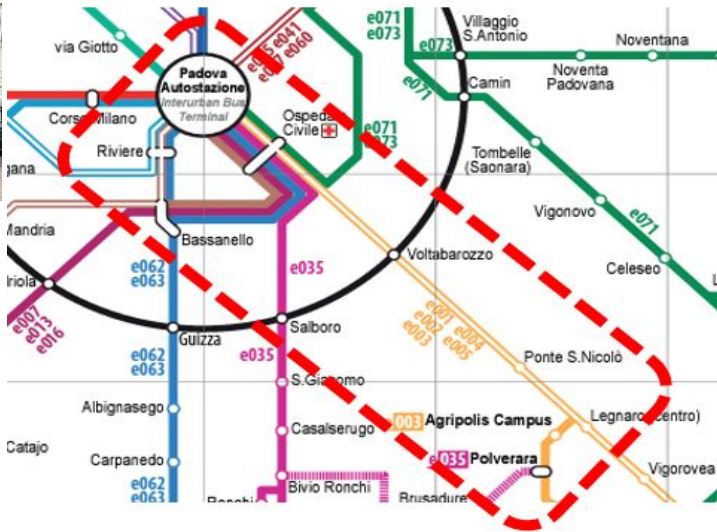 via Giotto
Padova
Autostazione
Interurban Bus
Terminal
e041
e060
e071
e073
Villaggio
S.Antonio
e073
Noventana
Noventa
Padovana
e071
Camin
Corso Milano
Ospedale
Civile
e071
e073
Riviere
Tombelle
(Saonara)
Mandria
Bassanello
Vigonovo
e071
Voltabarozzo
Celeseo
e062
e063
e035
e007
e013
e016
Guizza
Salboro
e001 e004
e002 e005
e003
e062
e063
e035
Ponte S.Nicolò
S.Giacomo
Albignasego
003 Agripolis Campus
Legnaro (centro)
Casalserugo
Catajo
Carpanedo
e035 Polverara
Vigorovea
Bivio Ronchi
Brusadure
e062
e063
Ronchi